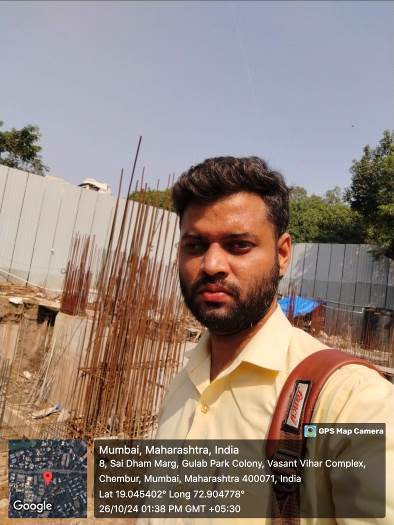 GPS Map Camera
Mumbai, Maharashtra, India
8, Sai Dham Marg, Gulab Park Colony, Vasant Vihar Complex,
Chembur, Mumbai, Maharashtra 400071, India
Lat 19.045402° Long 72.904778°
26/10/24 01:38 PM GMT +05:30
Google